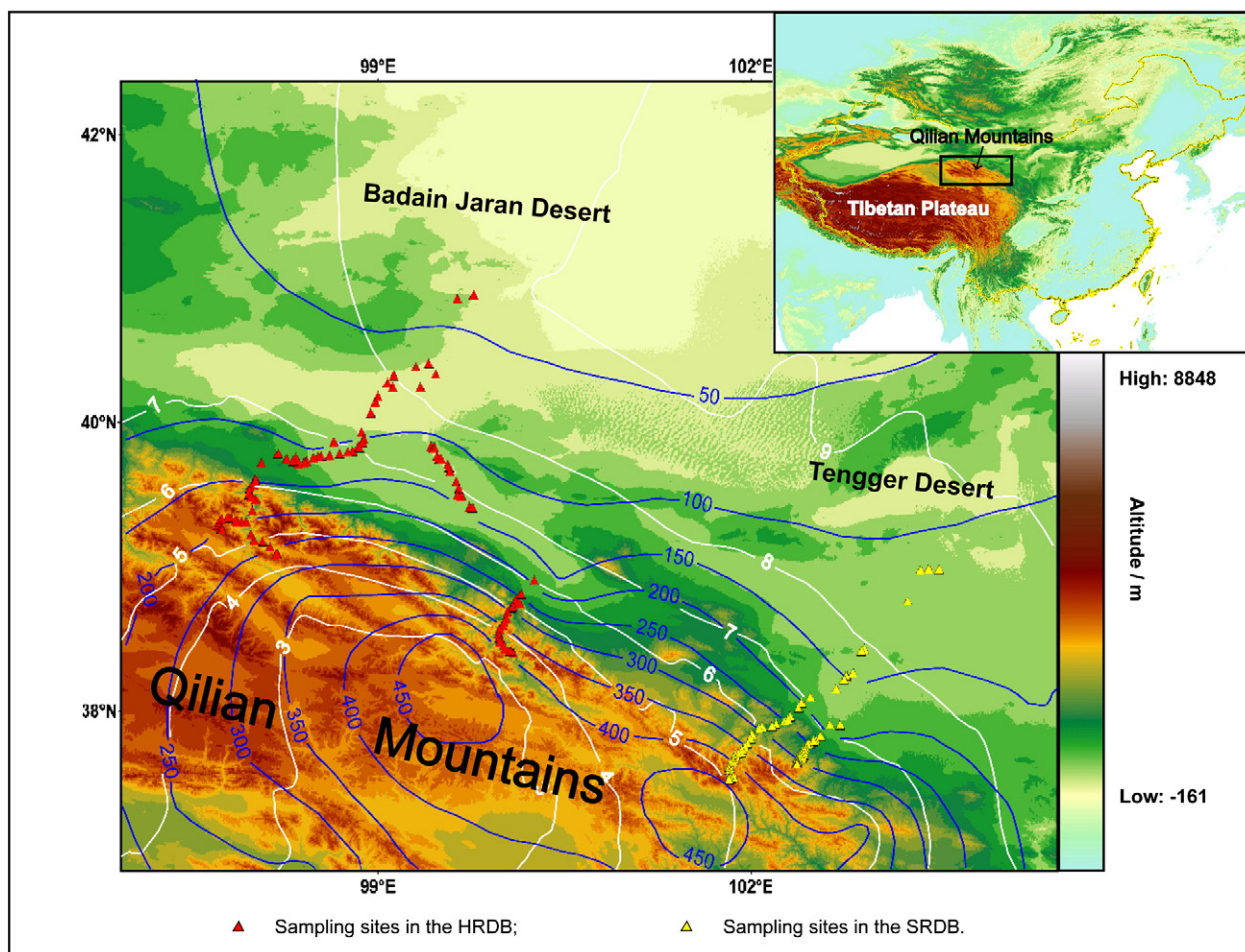 99°E
102°E
42°N
Qilian Mountains
Tibetan Plateau
Badain Jaran Desert
50
High: 8848
7
40°N
9
Tengger Desert
100
6
150
8
Altitude / m
5
200
200
4
250
7
3
300
6
350
450
38°N
Qilian
350
400
400
5
Mountains
300
4
250
Low: -161
450
99°E
102°E
Sampling sites in the HRDB;
Sampling sites in the SRDB.